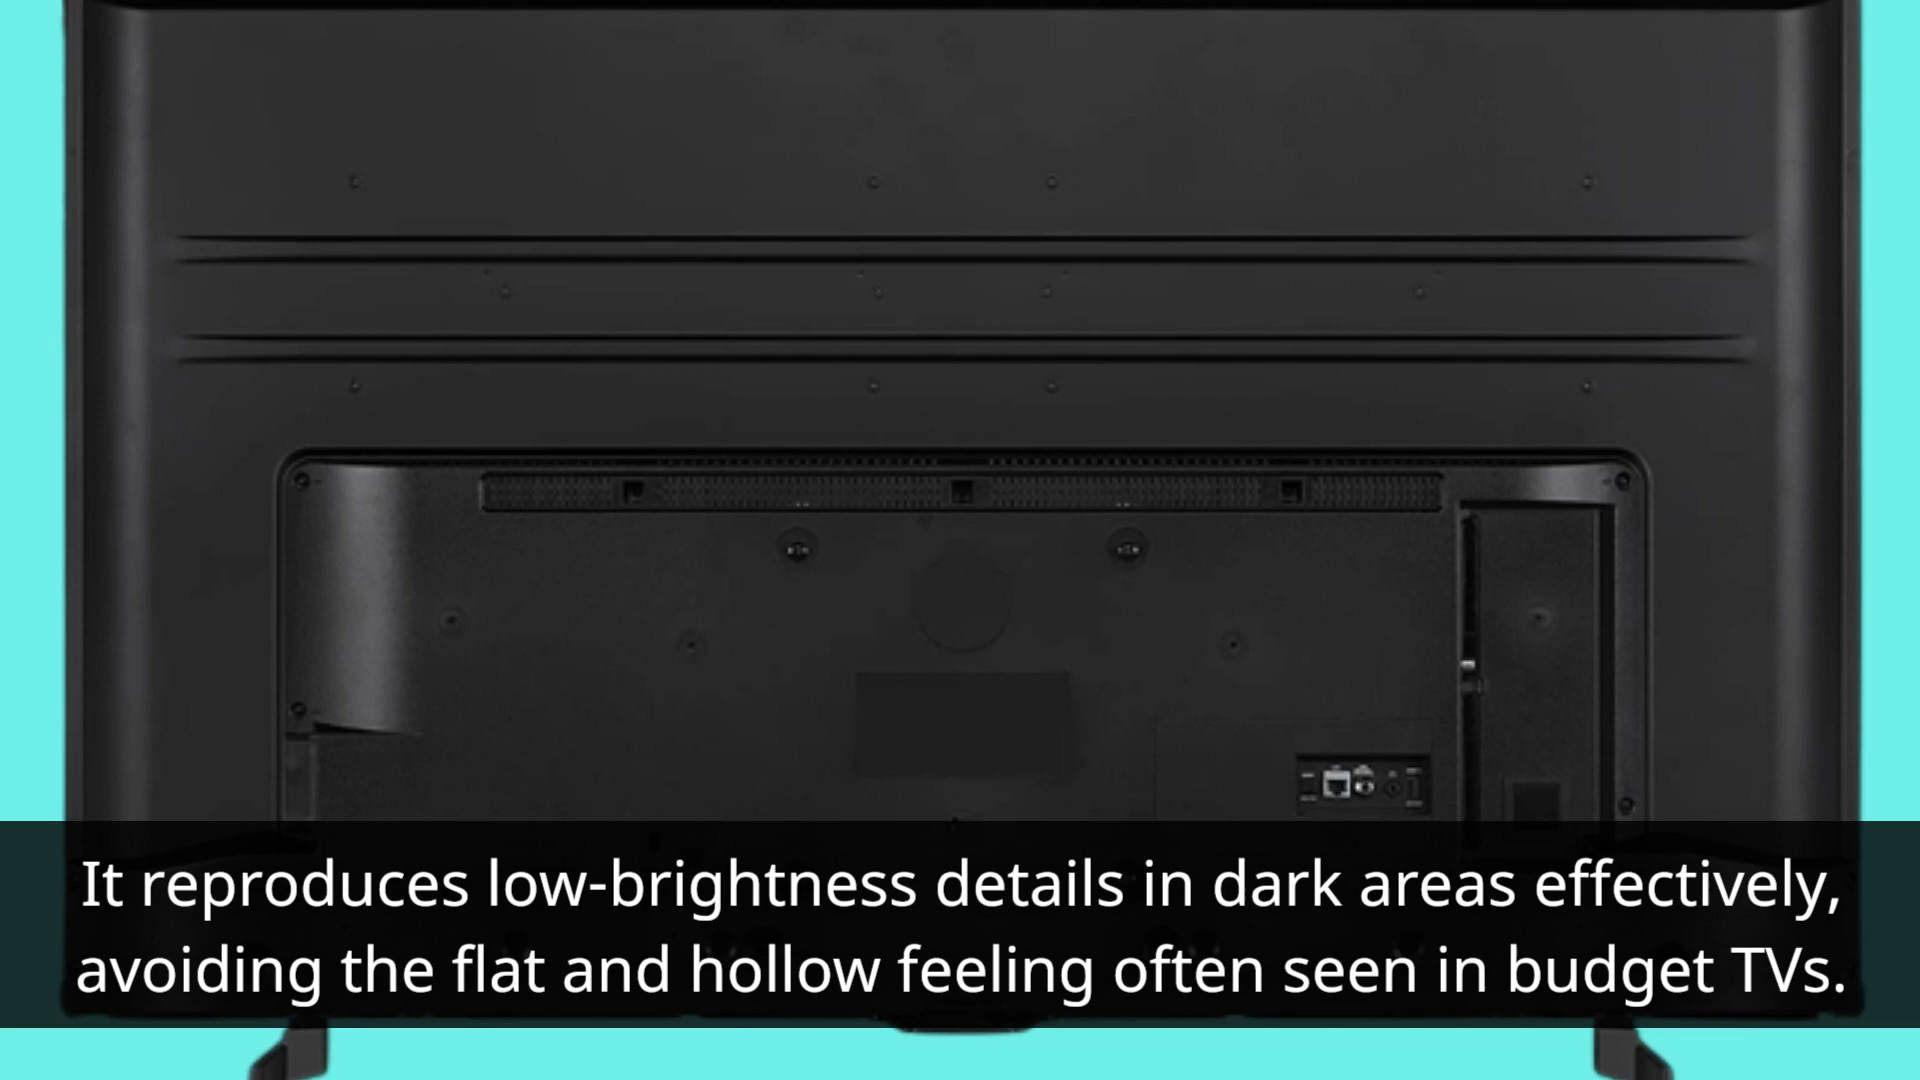 It reproduces low-brightness details in dark areas effectively,
avoiding the flat and hollow feeling often seen in budget TVs.